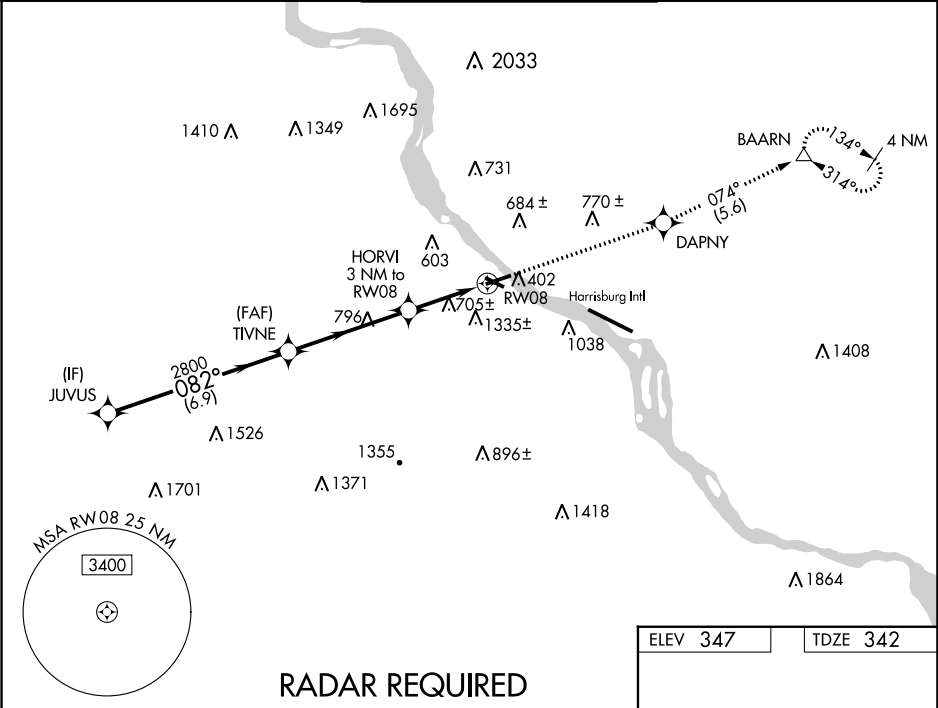 2033
1695
1410
1349
BAARN
134°
4 NM
314°
731
684 ±
770 ±
074°
(5.6)
DAPNY
HORVI
3 NM to
RW08
603
402
RW08
Harrisburg Intl
(FAF)
TIVNE
796
705±
1335±
1038
1408
2800
082°
(6.9)
(IF)
JUVUS
1526
1355
896±
1701
1371
1418
MSA RW08 25 NM
3400
1864
ELEV 347
TDZE 342
RADAR REQUIRED